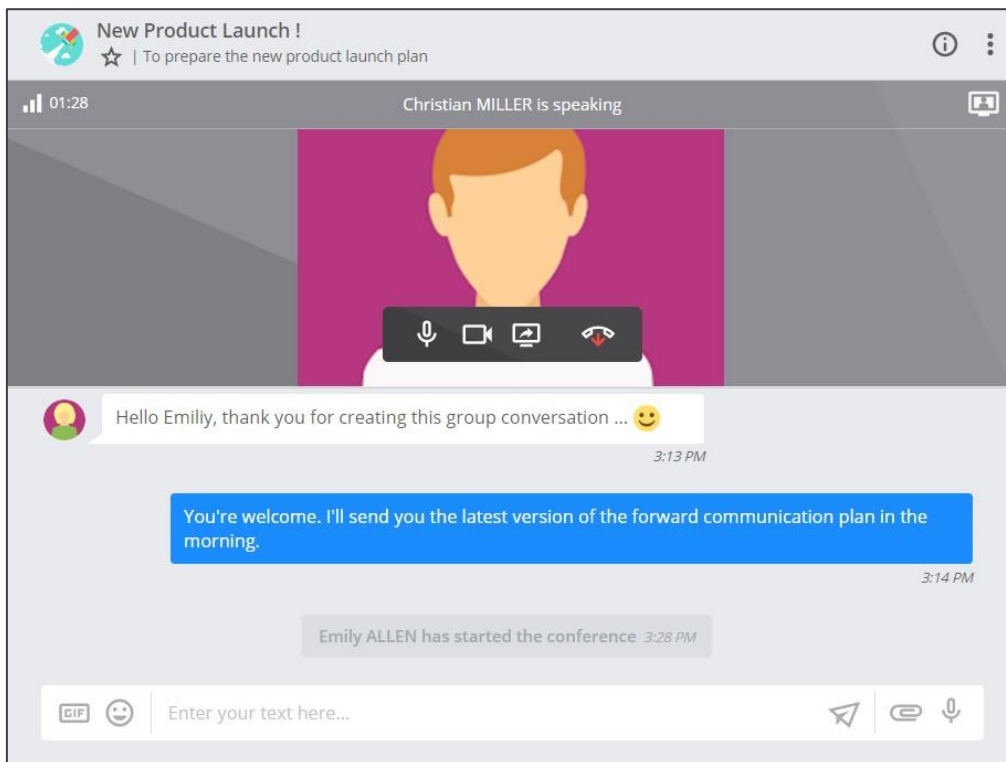 New Product Launch !
| To prepare the new product launch plan
01:28
Christian MILLER is speaking
Hello Emiliy, thank you for creating this group conversation ... 🙂
3:13 PM
You're welcome. I'll send you the latest version of the forward communication plan in the
morning.
3:14 PM
Emily ALLEN has started the conference 3:28 PM
GIF
Enter your text here...